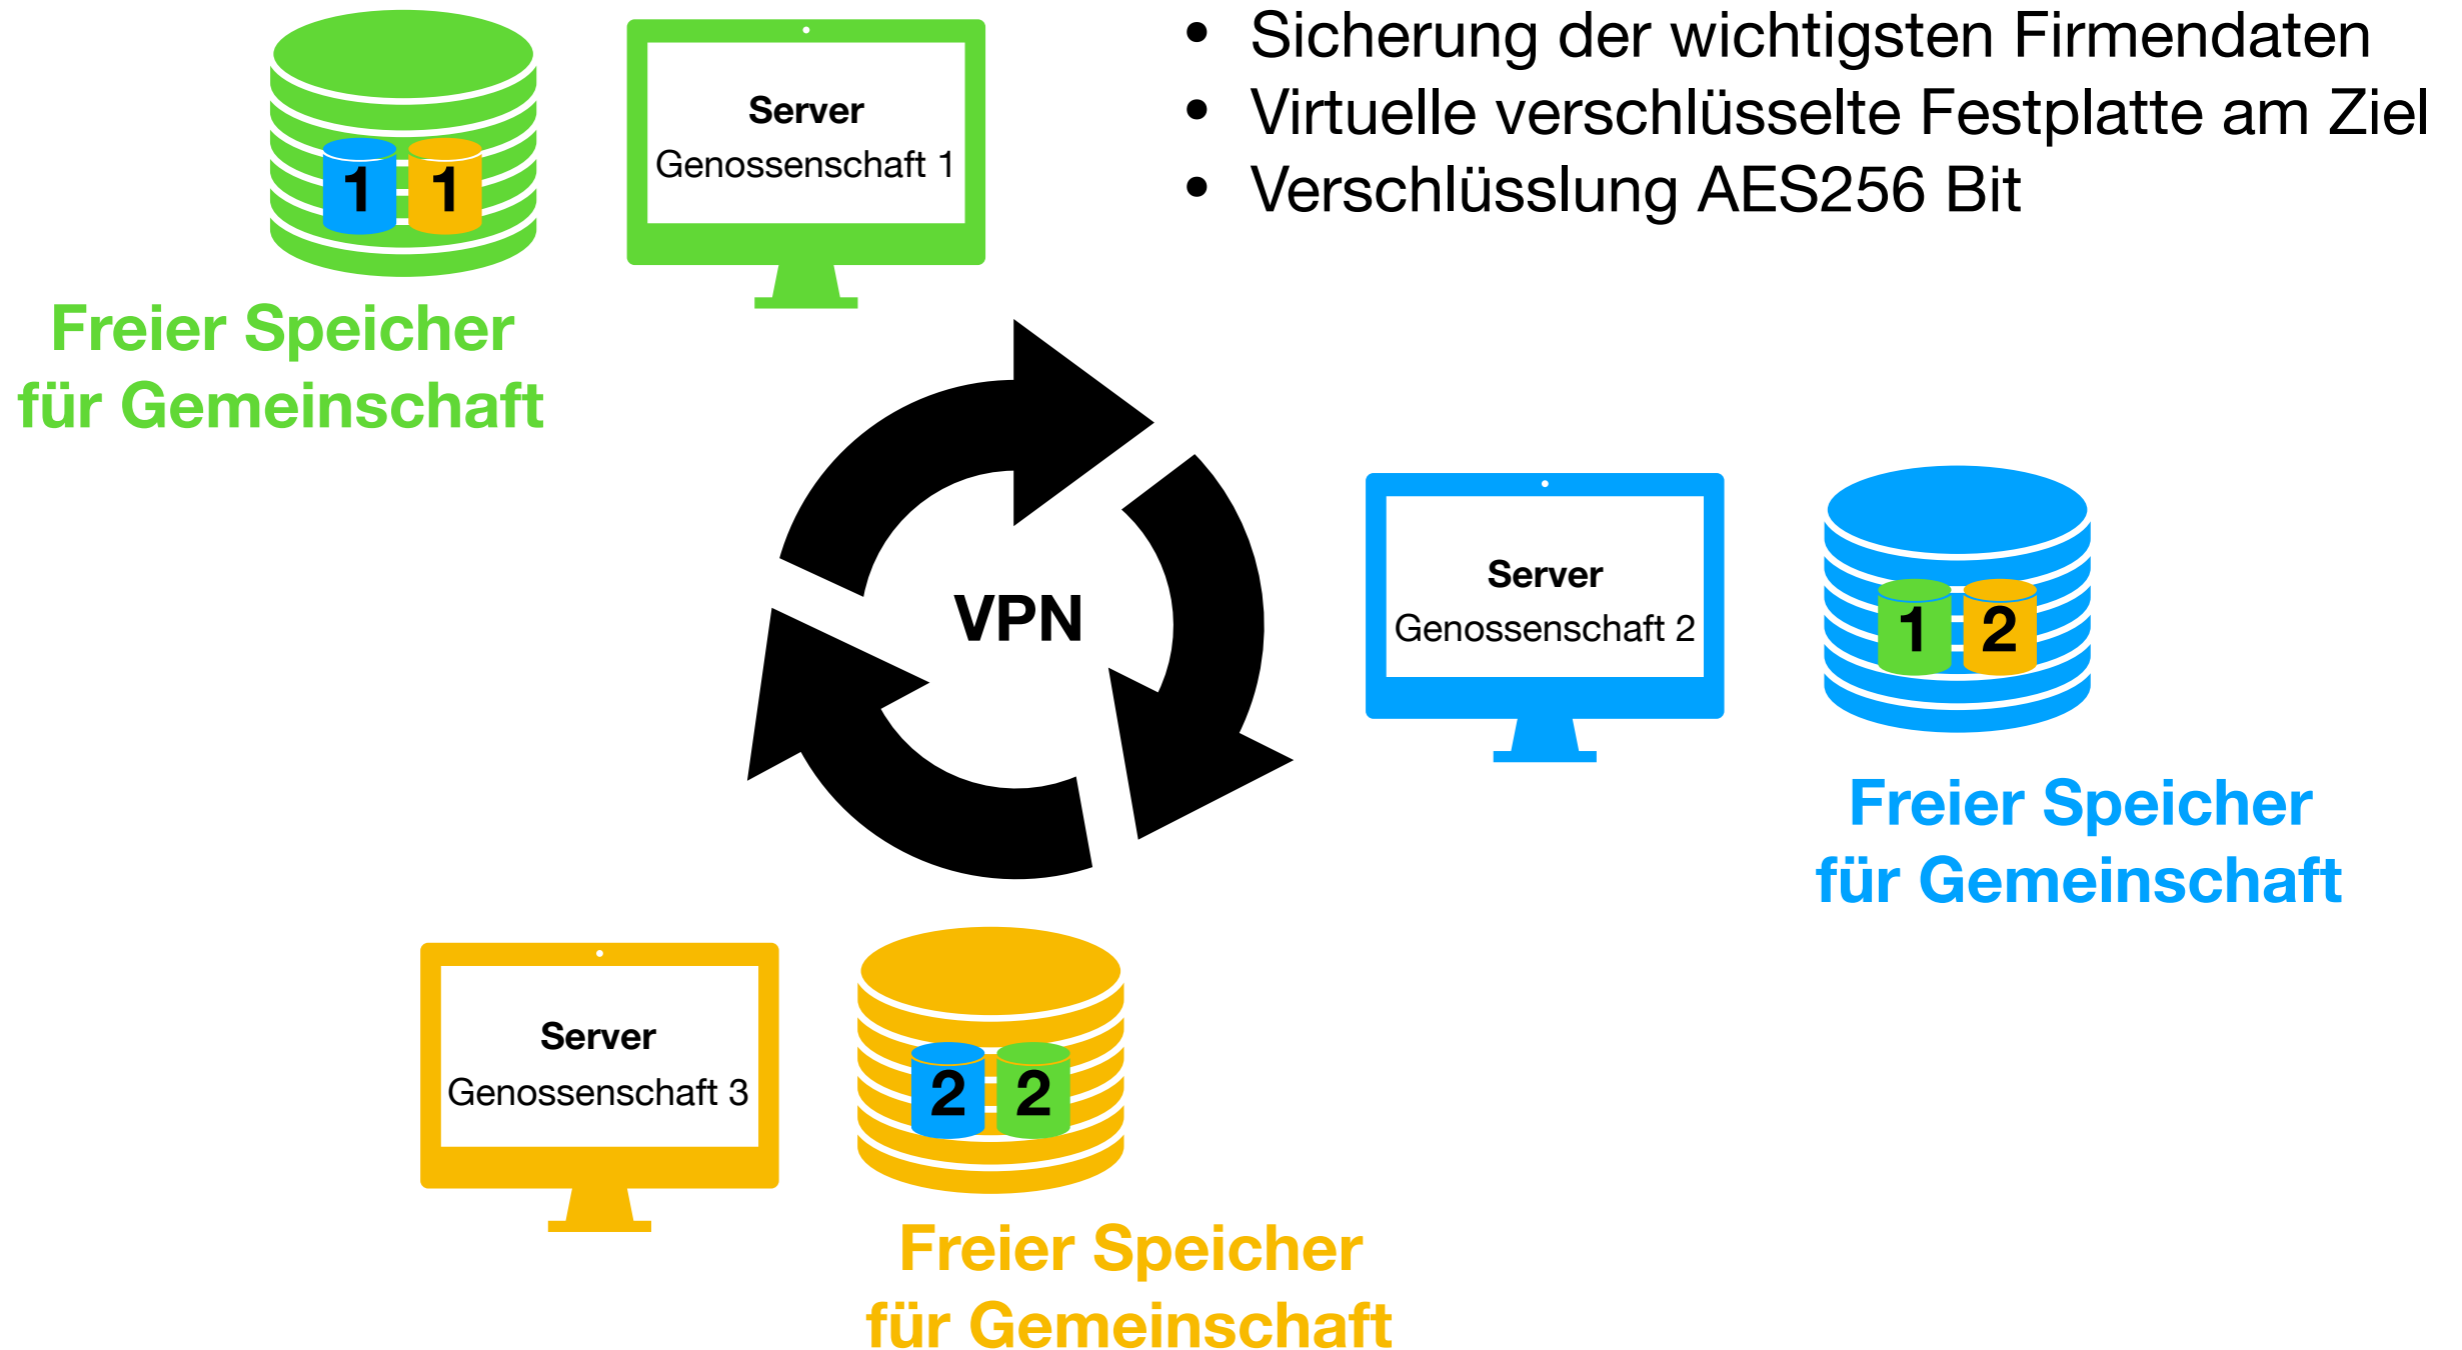 • Sicherung der wichtigsten Firmendaten
• Virtuelle verschlüsselte Festplatte am Ziel
• Verschlüsslung AES256 Bit
Server
Genossenschaft 1
1 1
Freier Speicher
für Gemeinschaft
VPN
Server
Genossenschaft 2
1 2
Freier Speicher
für Gemeinschaft
Server
Genossenschaft 3
2 2
Freier Speicher
für Gemeinschaft